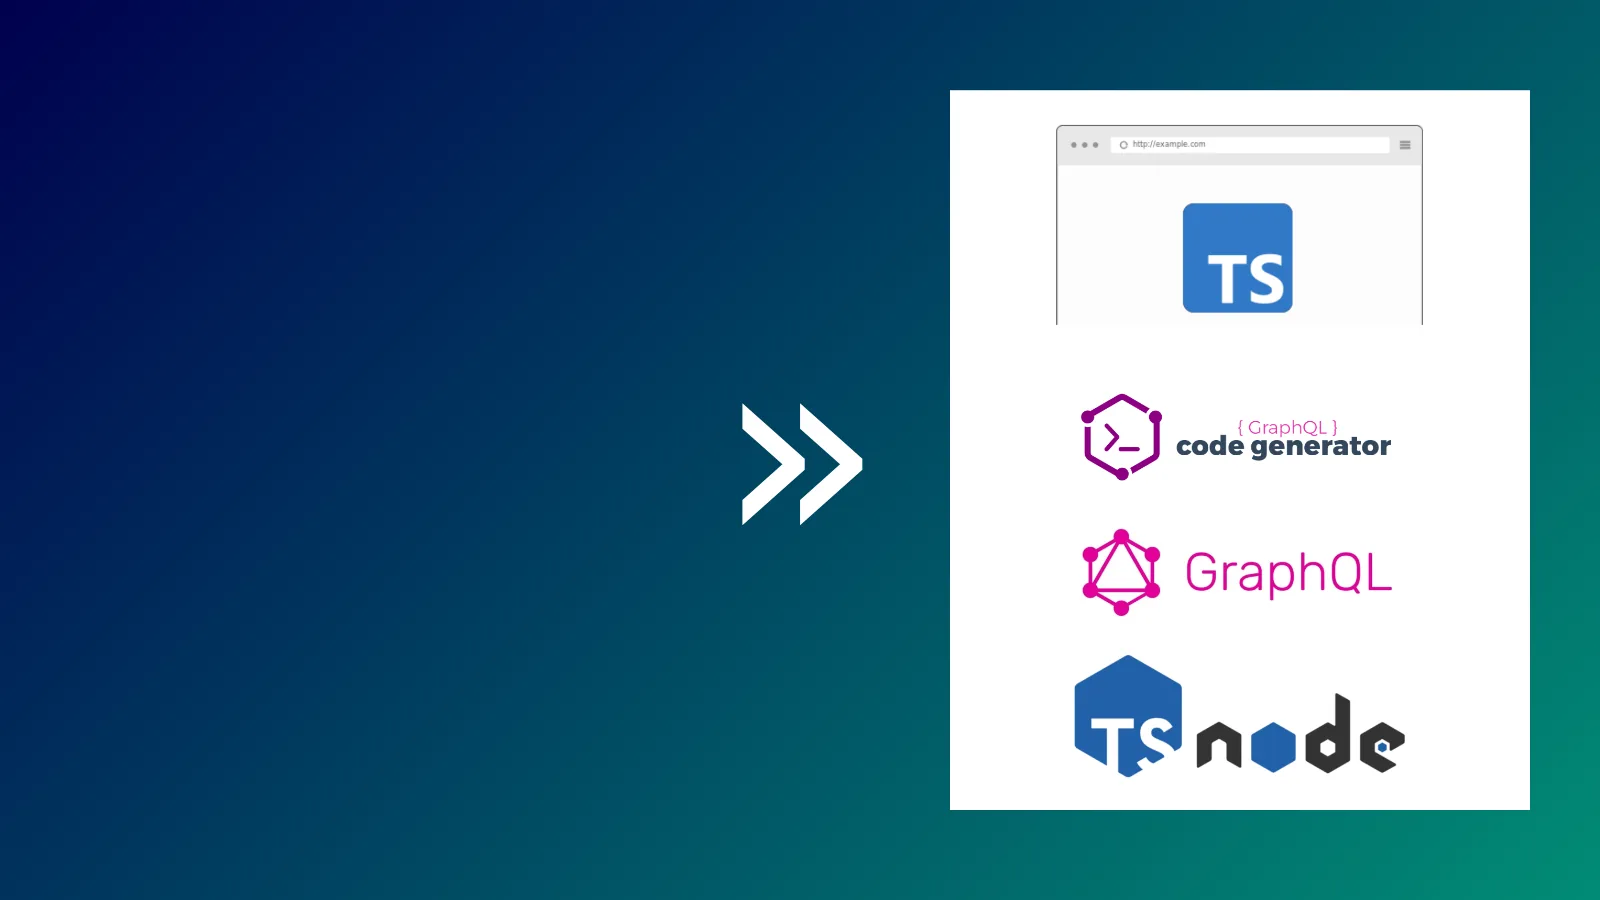 http://example.com
TS
{ GraphQL }
code generator
GraphQL
TS node